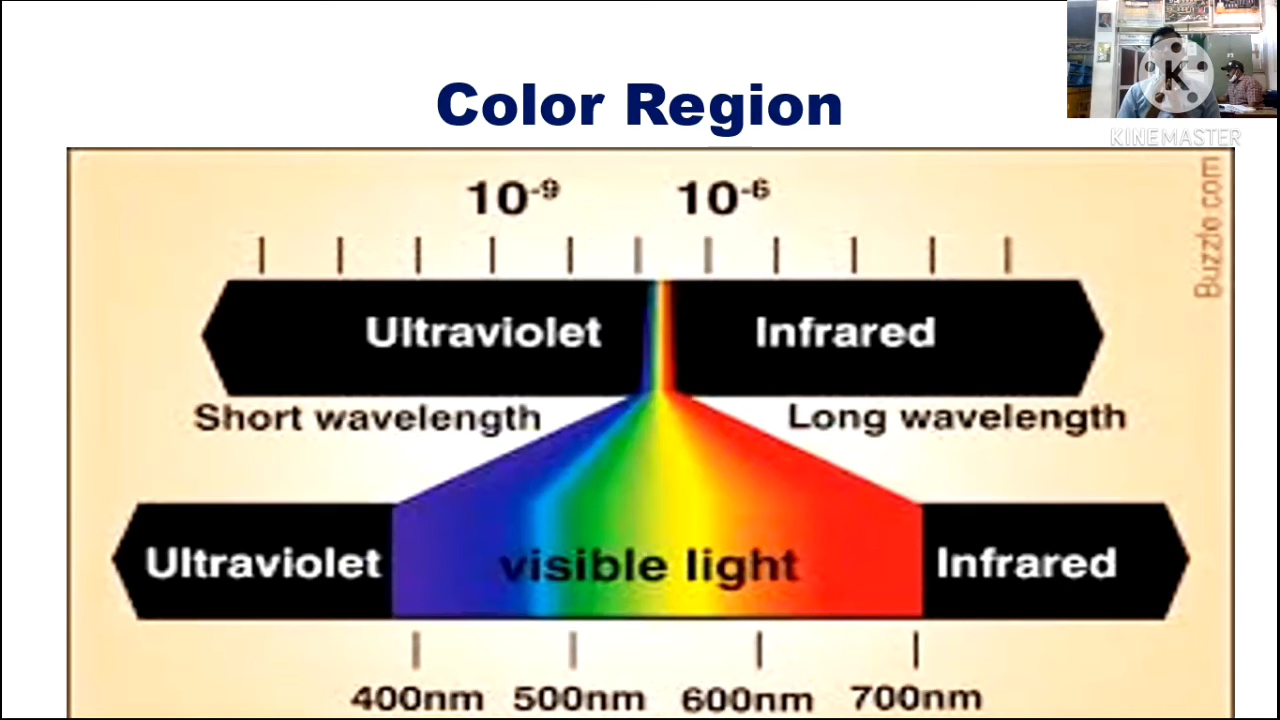 Color Region
K
KINEMASTER
Buzzle.com
10⁻⁹ 10⁻⁶
Ultraviolet Infrared
Short wavelength Long wavelength
Ultraviolet visible light Infrared
400nm 500nm 600nm 700nm